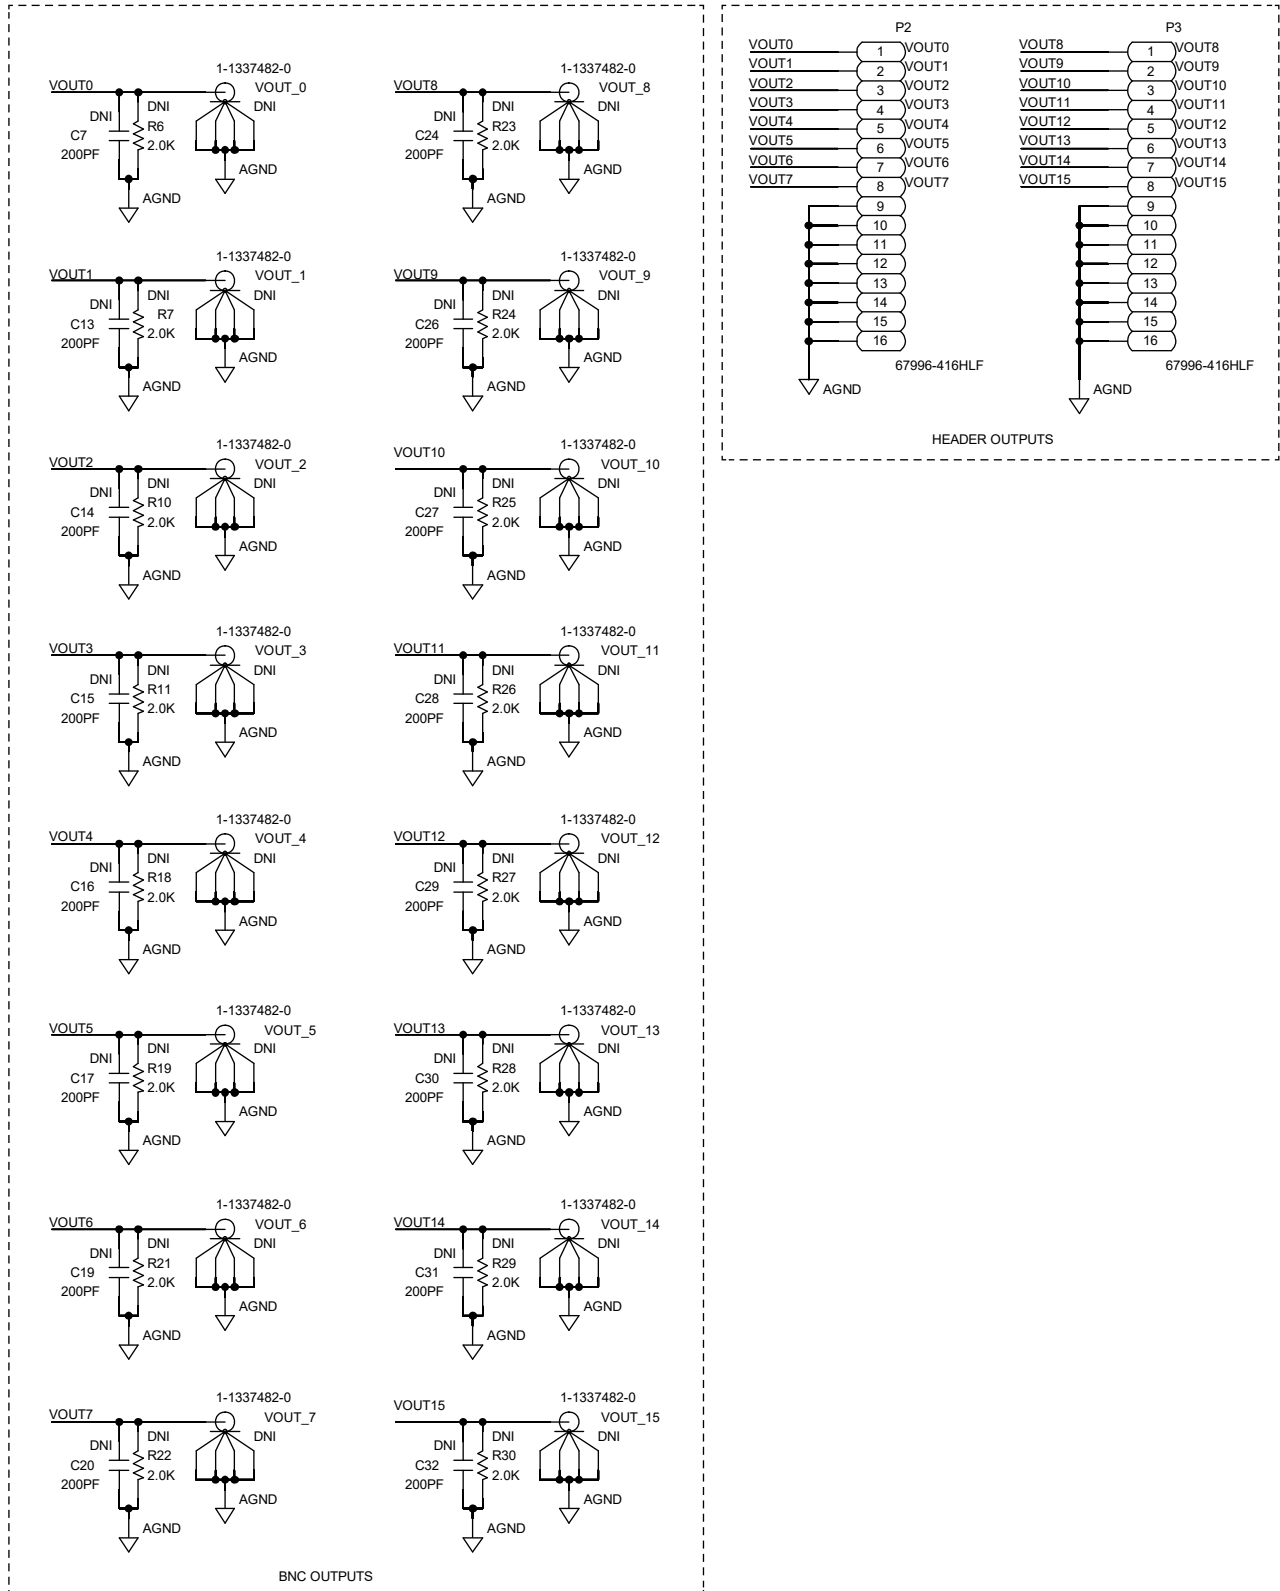 1-1337482-0
VOUT0 VOUT_0
DNI DNI
DNI
C7 R6
200PF 2.0K
AGND
AGND
1-1337482-0
VOUT8 VOUT_8
DNI DNI
DNI
C24 R23
200PF 2.0K
AGND
AGND
1-1337482-0
VOUT1 VOUT_1
DNI DNI
DNI
C13 R7
200PF 2.0K
AGND
AGND
1-1337482-0
VOUT9 VOUT_9
DNI DNI
DNI
C26 R24
200PF 2.0K
AGND
AGND
1-1337482-0
VOUT2 VOUT_2
DNI DNI
DNI
C14 R10
200PF 2.0K
AGND
AGND
1-1337482-0
VOUT10 VOUT_10
DNI DNI
DNI
C27 R25
200PF 2.0K
AGND
AGND
1-1337482-0
VOUT3 VOUT_3
DNI DNI
DNI
C15 R11
200PF 2.0K
AGND
AGND
1-1337482-0
VOUT11 VOUT_11
DNI DNI
DNI
C28 R26
200PF 2.0K
AGND
AGND
1-1337482-0
VOUT4 VOUT_4
DNI DNI
DNI
C16 R18
200PF 2.0K
AGND
AGND
1-1337482-0
VOUT12 VOUT_12
DNI DNI
DNI
C29 R27
200PF 2.0K
AGND
AGND
1-1337482-0
VOUT5 VOUT_5
DNI DNI
DNI
C17 R19
200PF 2.0K
AGND
AGND
1-1337482-0
VOUT13 VOUT_13
DNI DNI
DNI
C30 R28
200PF 2.0K
AGND
AGND
1-1337482-0
VOUT6 VOUT_6
DNI DNI
DNI
C19 R21
200PF 2.0K
AGND
AGND
1-1337482-0
VOUT14 VOUT_14
DNI DNI
DNI
C31 R29
200PF 2.0K
AGND
AGND
1-1337482-0
VOUT7 VOUT_7
DNI DNI
DNI
C20 R22
200PF 2.0K
AGND
AGND
1-1337482-0
VOUT15 VOUT_15
DNI DNI
DNI
C32 R30
200PF 2.0K
AGND
AGND
BNC OUTPUTS
P2
VOUT0 1 VOUT0
VOUT1 2 VOUT1
VOUT2 3 VOUT2
VOUT3 4 VOUT3
VOUT4 5 VOUT4
VOUT5 6 VOUT5
VOUT6 7 VOUT6
VOUT7 8 VOUT7
9
10
11
12
13
14
15
16
67996-416HLF
AGND
P3
VOUT8 1 VOUT8
VOUT9 2 VOUT9
VOUT10 3 VOUT10
VOUT11 4 VOUT11
VOUT12 5 VOUT12
VOUT13 6 VOUT13
VOUT14 7 VOUT14
VOUT15 8 VOUT15
9
10
11
12
13
14
15
16
67996-416HLF
AGND
HEADER OUTPUTS